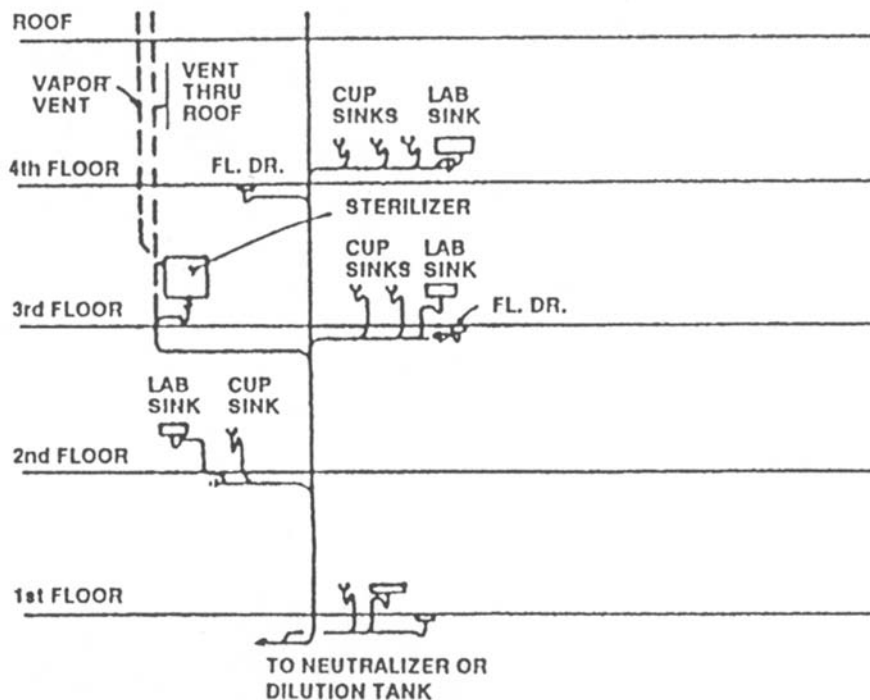 ROOF
VAPOR
VENT
VENT
THRU
ROOF
CUP
SINKS
LAB
SINK
4th FLOOR
FL. DR.
STERILIZER
CUP
SINKS
LAB
SINK
3rd FLOOR
FL. DR.
LAB
SINK
CUP
SINK
2nd FLOOR
1st FLOOR
TO NEUTRALIZER OR
DILUTION TANK